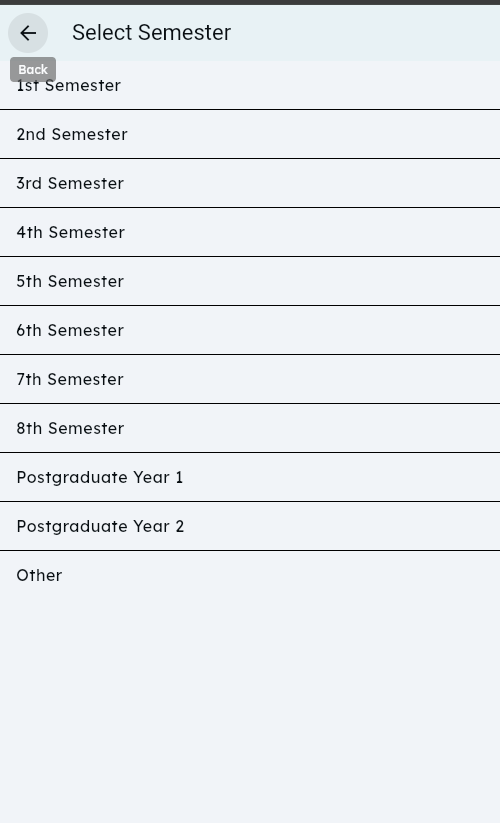 Select Semester
Back
1st Semester
2nd Semester
3rd Semester
4th Semester
5th Semester
6th Semester
7th Semester
8th Semester
Postgraduate Year 1
Postgraduate Year 2
Other